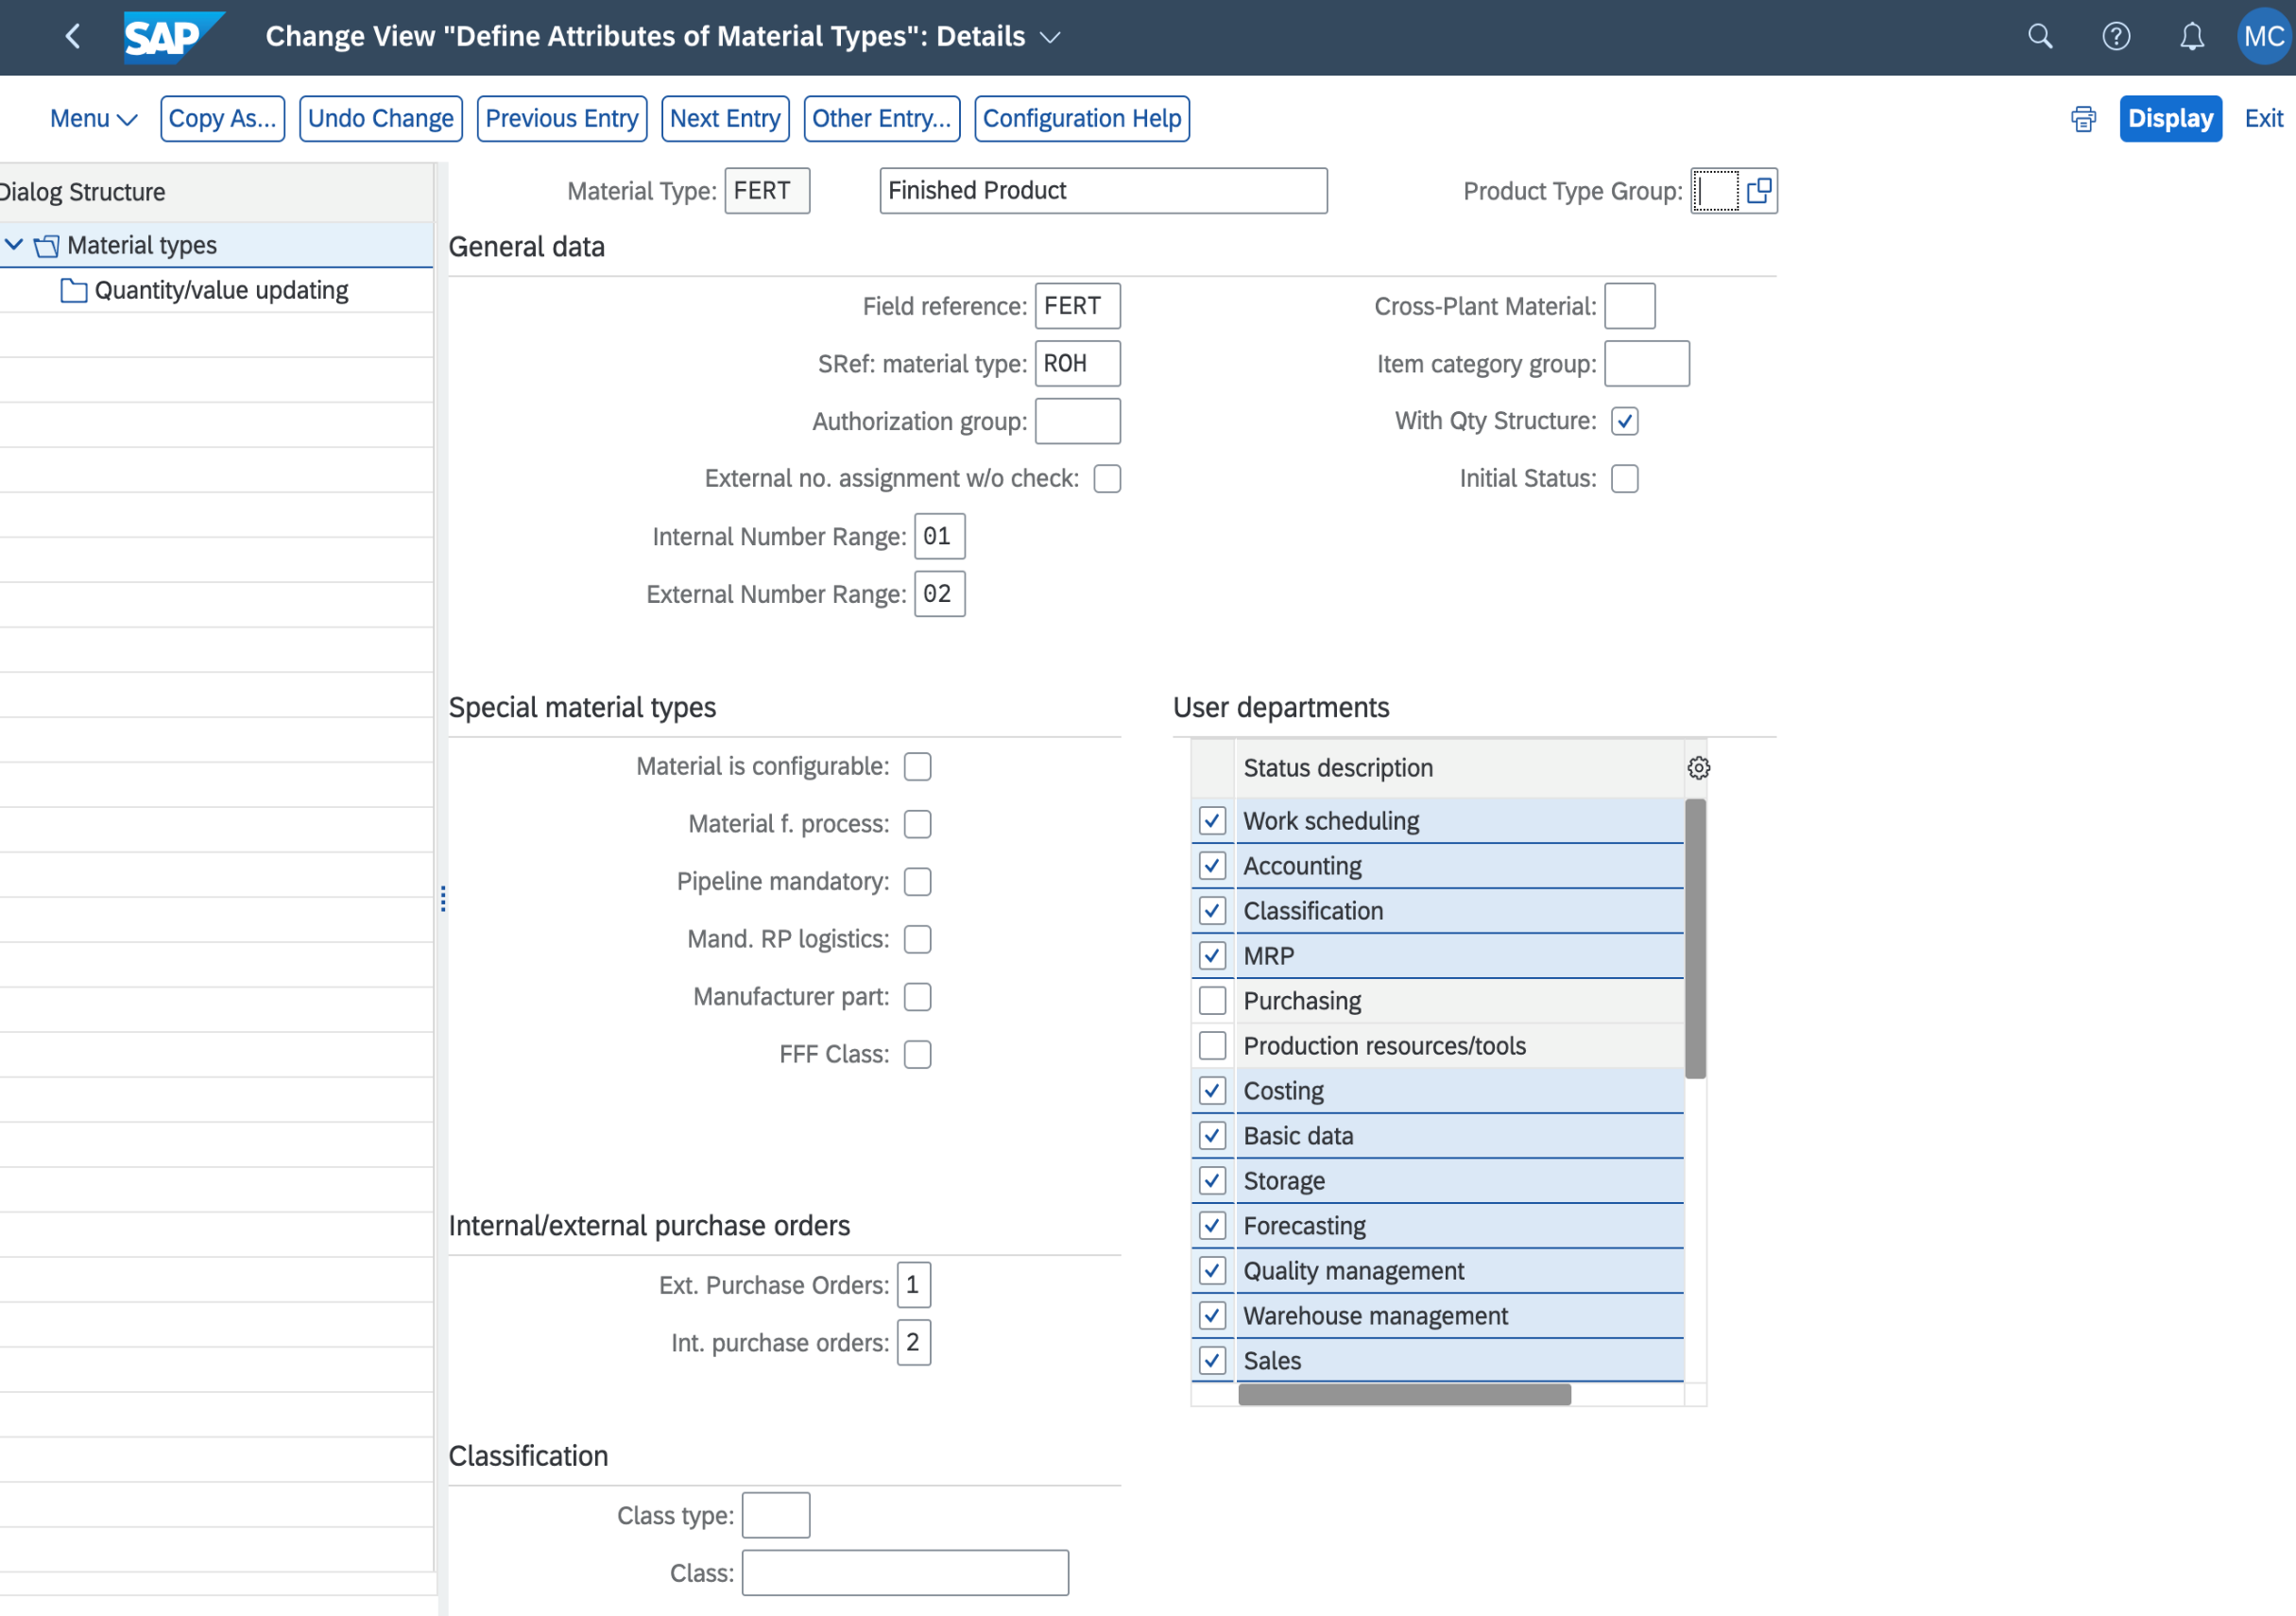 SAP Change View "Define Attributes of Material Types": Details MC
Menu Copy As... Undo Change Previous Entry Next Entry Other Entry... Configuration Help Display Exit
Dialog Structure
Material types
Quantity/value updating
Material Type: FERT Finished Product Product Type Group:
General data
Field reference: FERT Cross-Plant Material:
SRef: material type: ROH Item category group:
Authorization group: With Qty Structure:
External no. assignment w/o check: Initial Status:
Internal Number Range: 01
External Number Range: 02
Special material types
Material is configurable:
Material f. process:
Pipeline mandatory:
Mand. RP logistics:
Manufacturer part:
FFF Class:
User departments
Status description
Work scheduling
Accounting
Classification
MRP
Purchasing
Production resources/tools
Costing
Basic data
Storage
Forecasting
Quality management
Warehouse management
Sales
Internal/external purchase orders
Ext. Purchase Orders: 1
Int. purchase orders: 2
Classification
Class type:
Class: